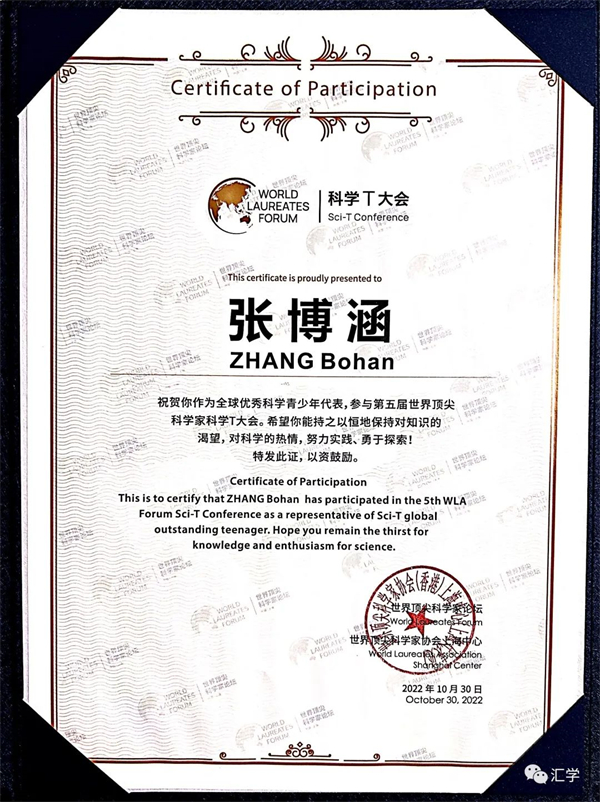 Certificate of Participation
WORLD
LAUREATES
FORUM
科学T大会
Sci-T Conference
This certificate is proudly presented to
张博涵
ZHANG Bohan
祝贺你作为全球优秀科学青少年代表，参与第五届世界顶尖
科学家科学T大会。希望你能持之以恒地保持对知识的
渴望，对科学的热情，努力实践、勇于探索！
特发此证，以资鼓励。
Certificate of Participation
This is to certify that ZHANG Bohan has participated in the 5th WLA
Forum Sci-T Conference as a representative of Sci-T global
outstanding teenager. Hope you remain the thirst for
knowledge and enthusiasm for science.
世界顶尖科学家论坛
World Laureates Forum
世界顶尖科学家协会上海中心
World Laureates Association
Shanghai Center
2022年10月30日
October 30, 2022
汇学